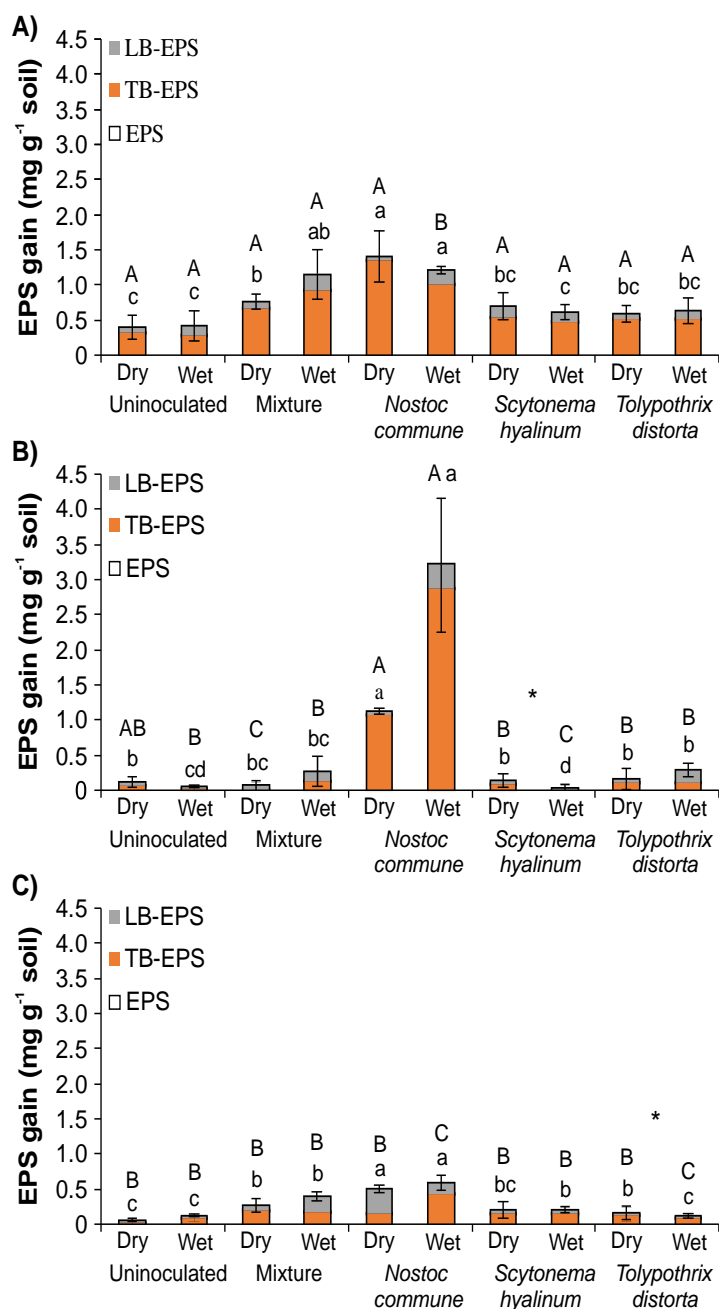 A)
EPS gain (mg g⁻¹ soil)
4.5
4.0
3.5
3.0
2.5
2.0
1.5
1.0
0.5
0
LB-EPS
TB-EPS
EPS
A A A A A B A A A A
c c b ab a a bc c bc bc
Dry Wet Dry Wet Dry Wet Dry Wet Dry Wet
Uninoculated Mixture Nostoc commune Scytonema hyalinum Tolypothrix distorta
B)
EPS gain (mg g⁻¹ soil)
4.5
4.0
3.5
3.0
2.5
2.0
1.5
1.0
0.5
0
LB-EPS
TB-EPS
EPS
*
AB B C B A A a B C B B
b cd bc bc a b d b b
Dry Wet Dry Wet Dry Wet Dry Wet Dry Wet
Uninoculated Mixture Nostoc commune Scytonema hyalinum Tolypothrix distorta
C)
EPS gain (mg g⁻¹ soil)
4.5
4.0
3.5
3.0
2.5
2.0
1.5
1.0
0.5
0
LB-EPS
TB-EPS
EPS
*
B B B B B C B B B C
c c b b a a bc b b c
Dry Wet Dry Wet Dry Wet Dry Wet Dry Wet
Uninoculated Mixture Nostoc commune Scytonema hyalinum Tolypothrix distorta